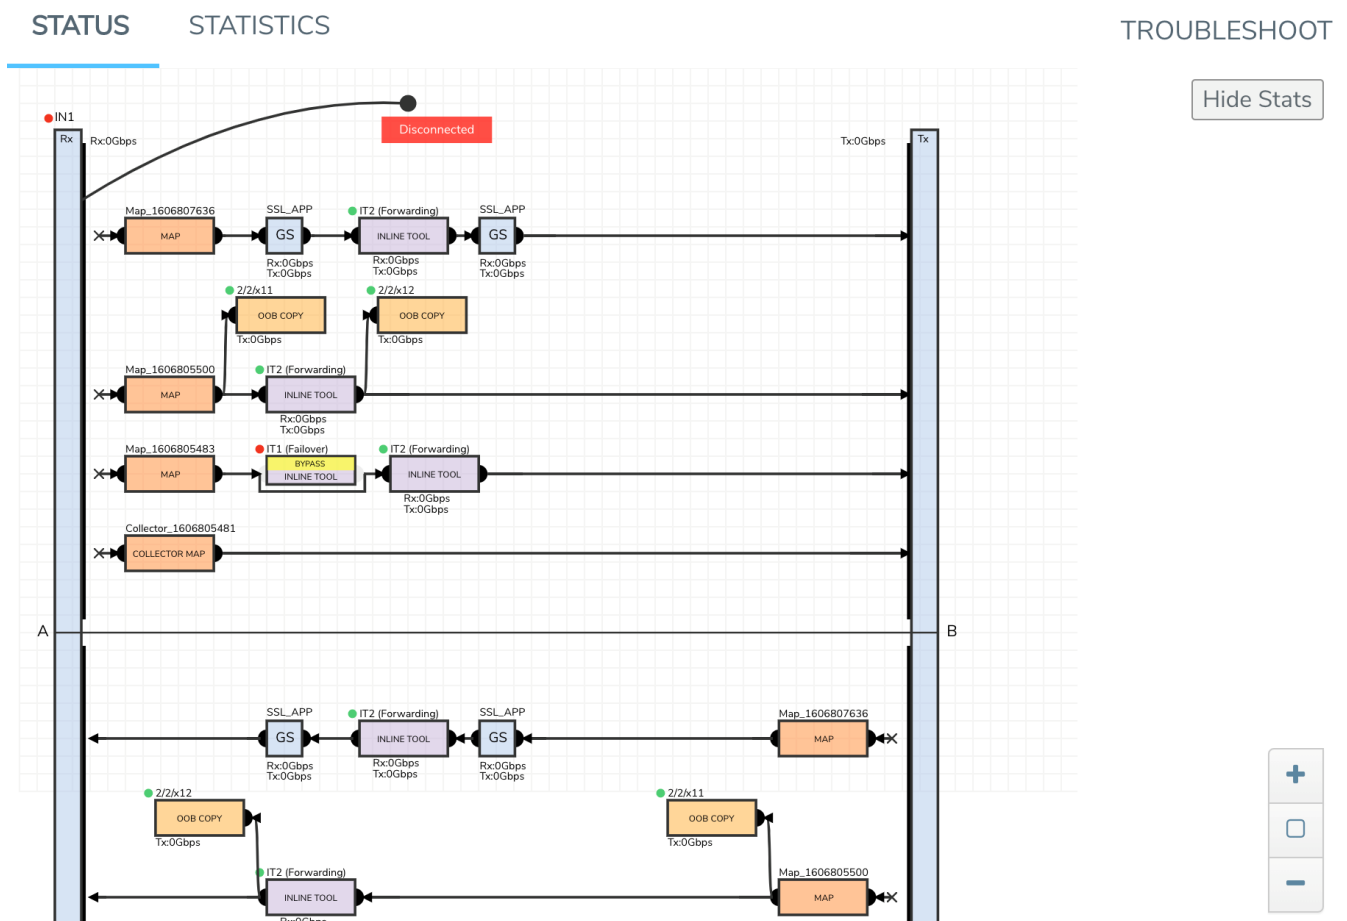 STATUS STATISTICS TROUBLESHOOT
Hide Stats
IN1
Disconnected
Rx Rx:0Gbps Tx:0Gbps Tx
Map_1606807636 SSL_APP IT2 (Forwarding) SSL_APP
MAP GS INLINE TOOL GS
Rx:0Gbps Rx:0Gbps Rx:0Gbps
Tx:0Gbps Tx:0Gbps Tx:0Gbps
2/2/x11 2/2/x12
OOB COPY OOB COPY
Tx:0Gbps Tx:0Gbps
Map_1606805500 IT2 (Forwarding)
MAP INLINE TOOL
Rx:0Gbps
Tx:0Gbps
Map_1606805483 IT1 (Failover) IT2 (Forwarding)
BYPASS
MAP INLINE TOOL INLINE TOOL
Rx:0Gbps
Tx:0Gbps
Collector_1606805481
COLLECTOR MAP
A B
SSL_APP IT2 (Forwarding) SSL_APP Map_1606807636
GS INLINE TOOL GS MAP
Rx:0Gbps Rx:0Gbps Rx:0Gbps
Tx:0Gbps Tx:0Gbps Tx:0Gbps
2/2/x12 2/2/x11
OOB COPY OOB COPY
Tx:0Gbps Tx:0Gbps
IT2 (Forwarding) Map_1606805500
INLINE TOOL MAP
Rx:0Gbps